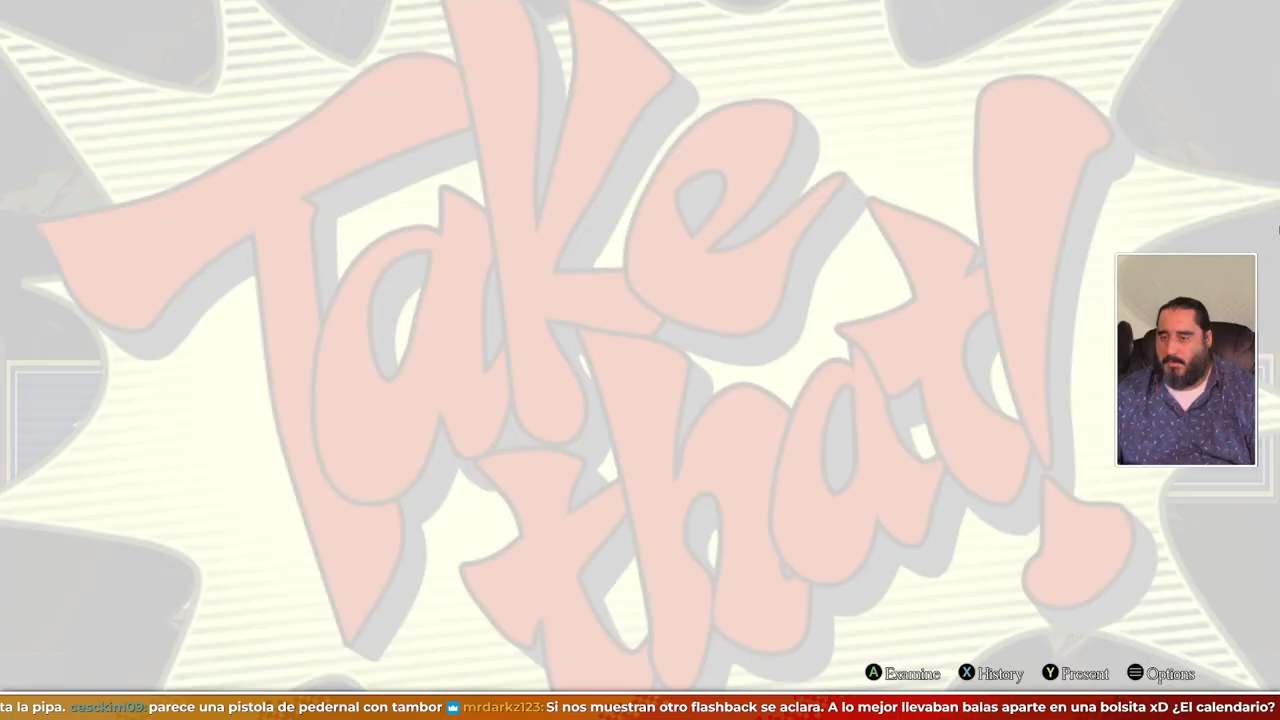 Take
that!
A Examine X History Y Present Options
ta la pipa. cesckim09: parece una pistola de pedernal con tambor mrdarkz123: Si nos muestran otro flashback se aclara. A lo mejor llevaban balas aparte en una bolsita xD ¿El calendario?